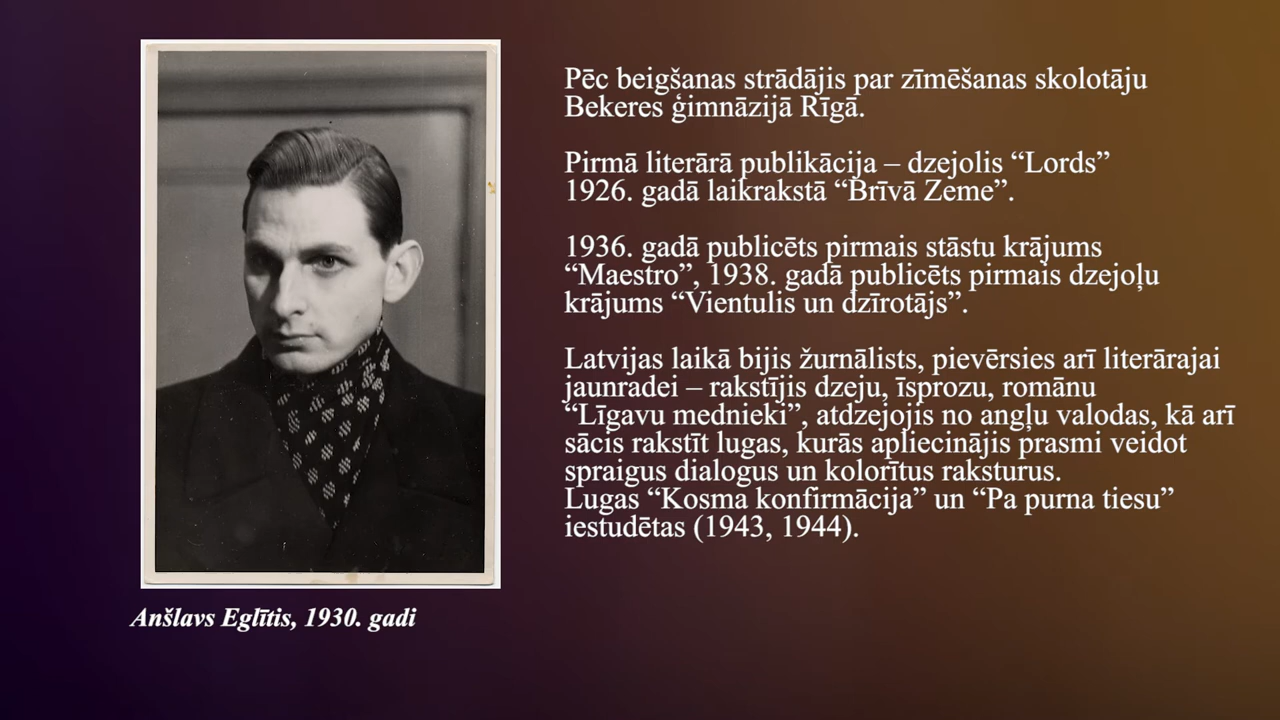 Pēc beigšanas strādājis par zīmēšanas skolotāju
Bekeres ģimnāzijā Rīgā.
Pirmā literārā publikācija – dzejolis “Lords”
1926. gadā laikrakstā “Brīvā Zeme”.
1936. gadā publicēts pirmais stāstu krājums
“Maestro”, 1938. gadā publicēts pirmais dzejoļu
krājums “Vientulis un dzīrotājs”.
Latvijas laikā bijis žurnālists, pievērsies arī literārajai
jaunradei – rakstījis dzeju, īsprozu, romānu
“Līgavu mednieki”, atdzejojis no angļu valodas, kā arī
sācis rakstīt lugas, kurās apliecinājis prasmi veidot
spraigus dialogus un kolorītus raksturus.
Lugas “Kosma konfirmācija” un “Pa purna tiesu”
iestudētas (1943, 1944).
Anšlavs Eglītis, 1930. gadi